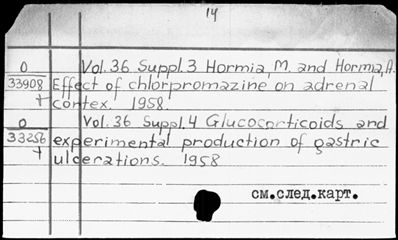 14
0 Vol.36 Suppl.3 Hormia, M. and Hormia, A.
33908 Effect of chlorpromazine on adrenal
+ cortex. 1958.
0 Vol.36 Suppl.4 Glucocorticoids and
33256 experimental production of gastric
+ ulcerations. 1958
см.след.карт.